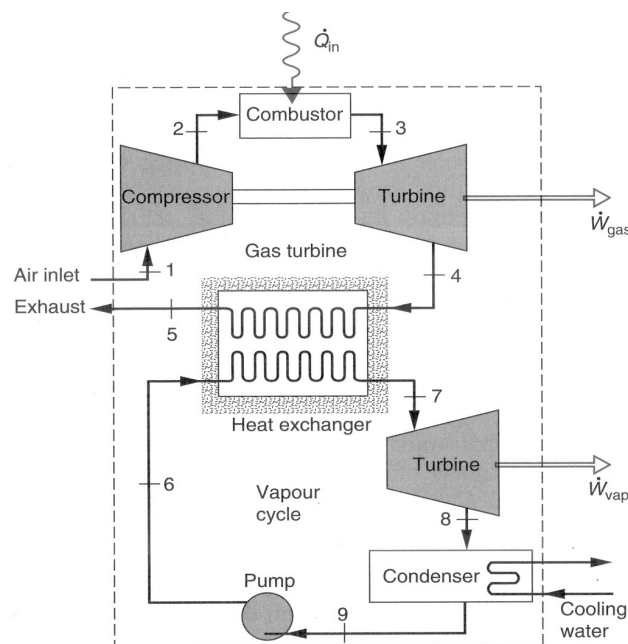 Q̇in
Combustor
2
3
Compressor
Turbine
Ẇgas
Gas turbine
1
4
Air inlet
Exhaust
5
7
Heat exchanger
Turbine
6
Vapour
cycle
Ẇvap
8
Condenser
Pump
Cooling
water
9